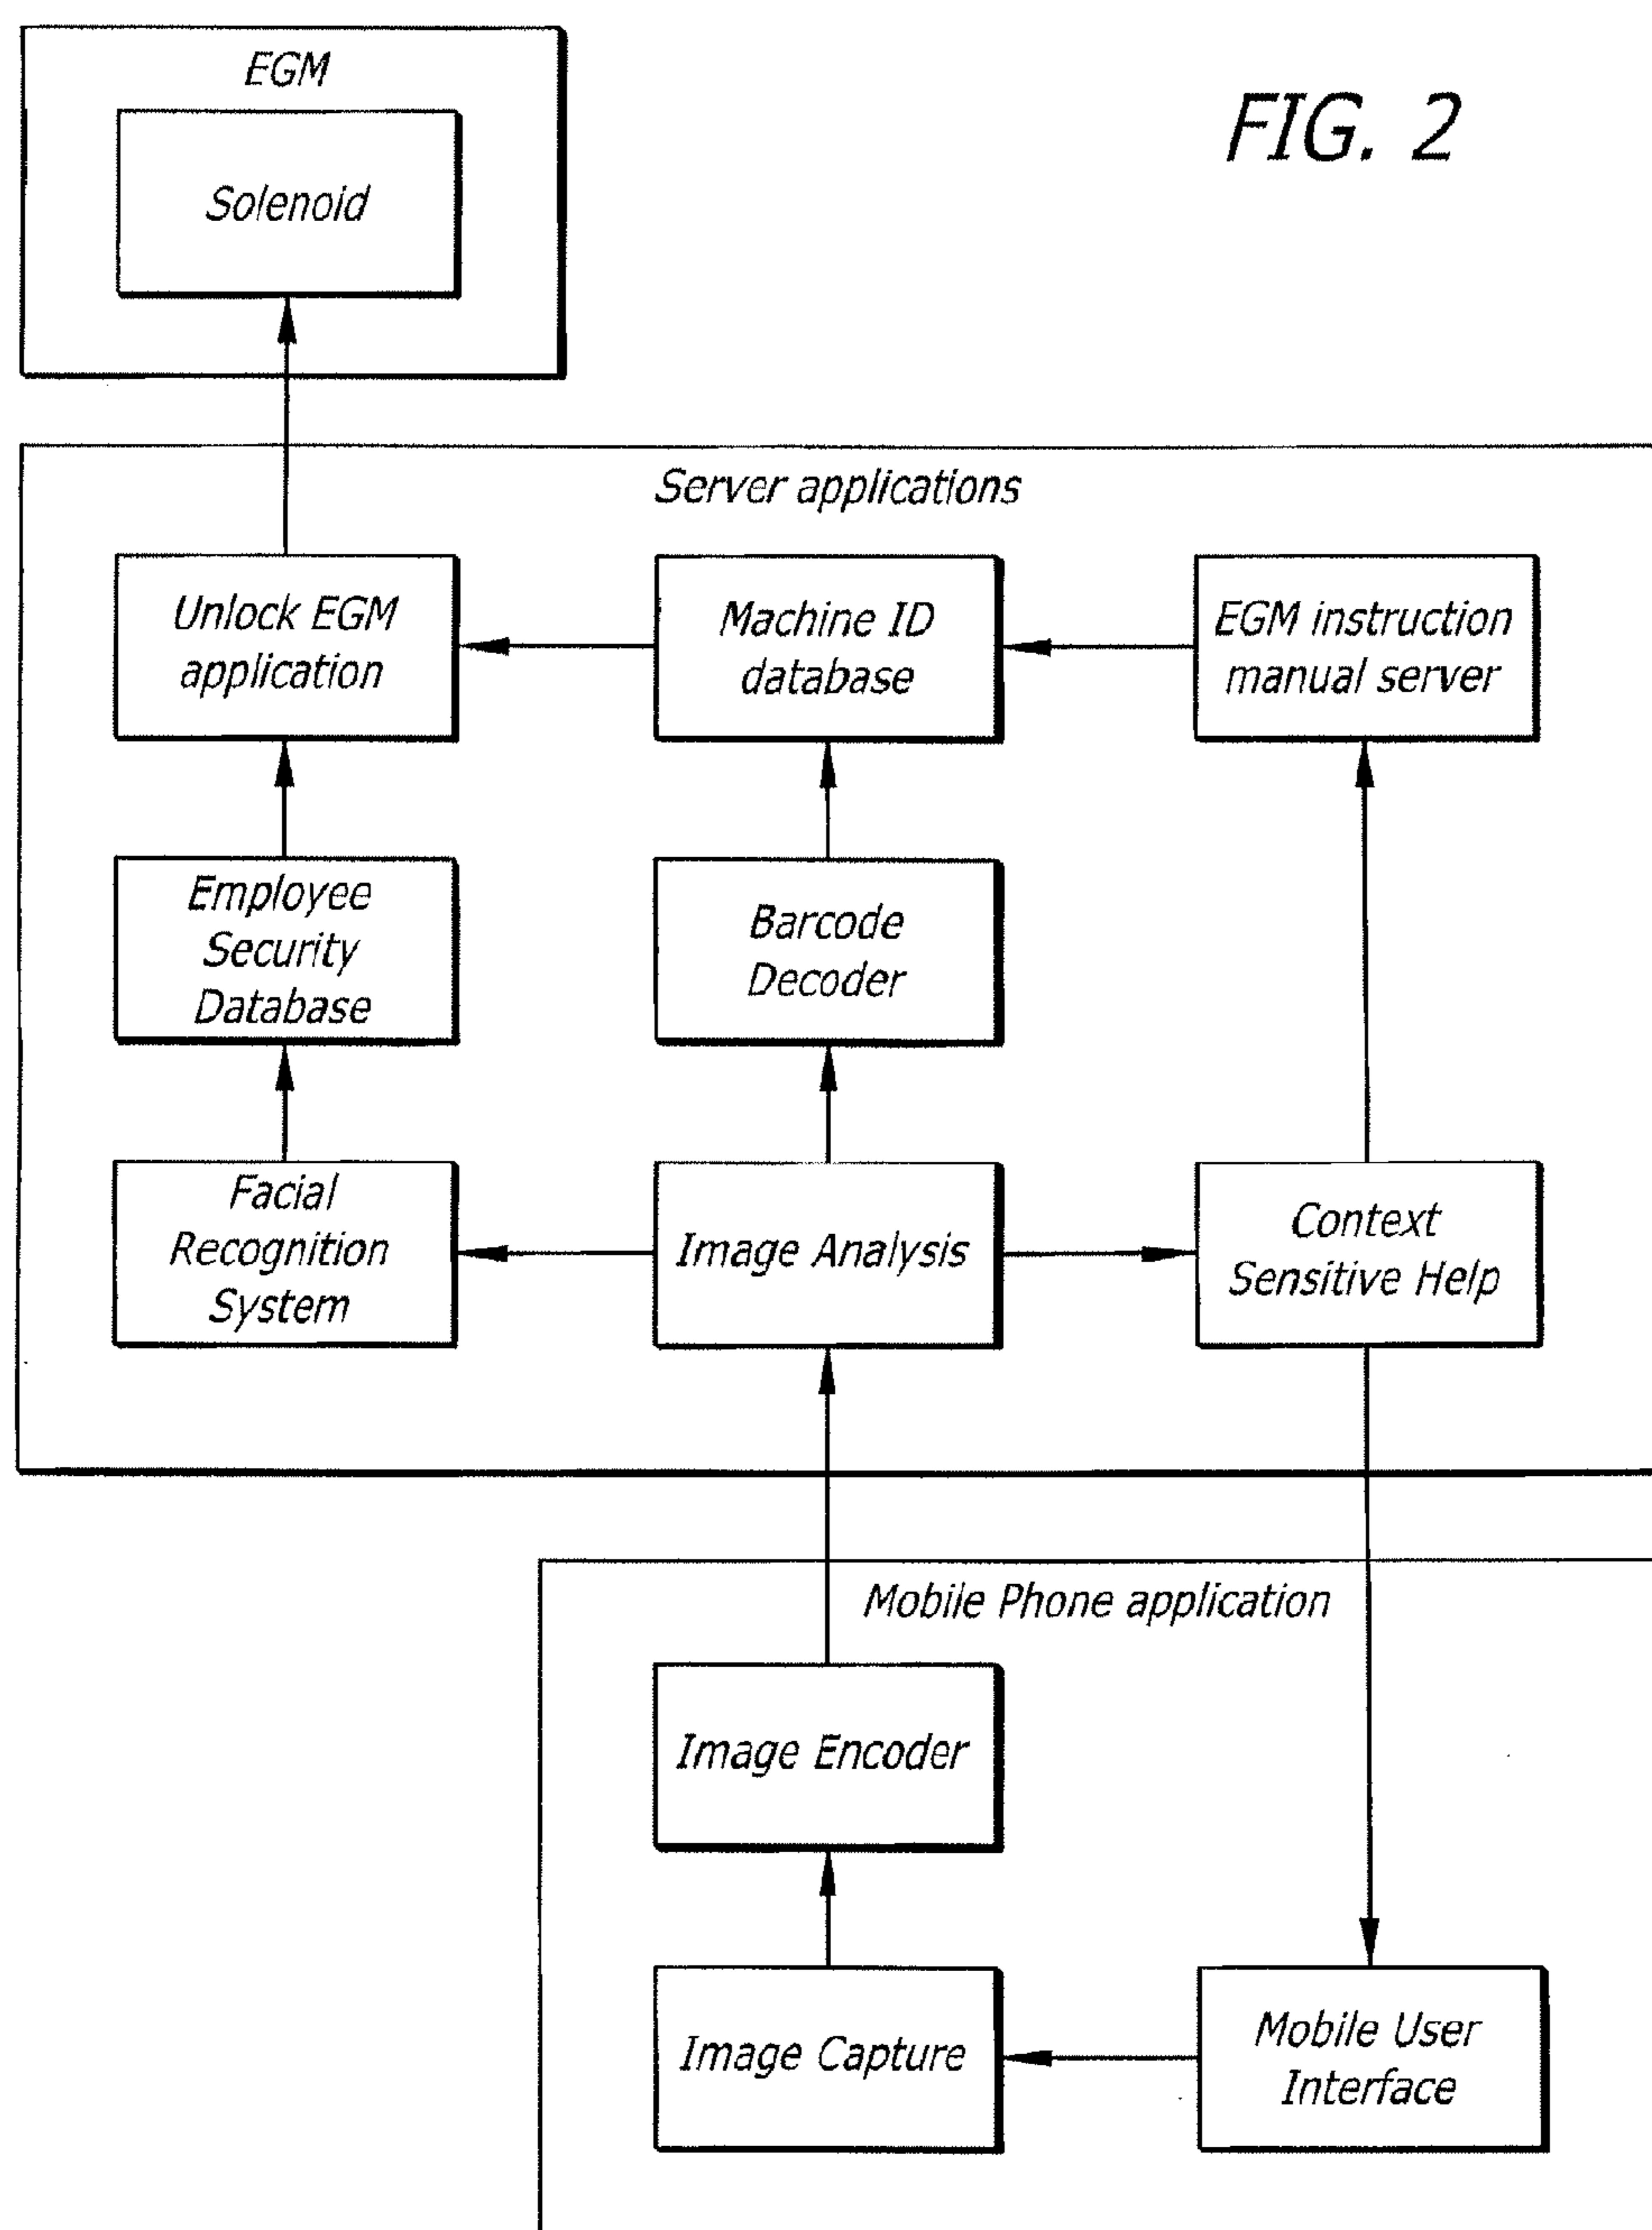 EGM
FIG. 2
Solenoid
Server applications
Unlock EGM
application
Machine ID
database
EGM instruction
manual server
Employee
Security
Database
Barcode
Decoder
Facial
Recognition
System
Image Analysis
Context
Sensitive Help
Mobile Phone application
Image Encoder
Image Capture
Mobile User
Interface